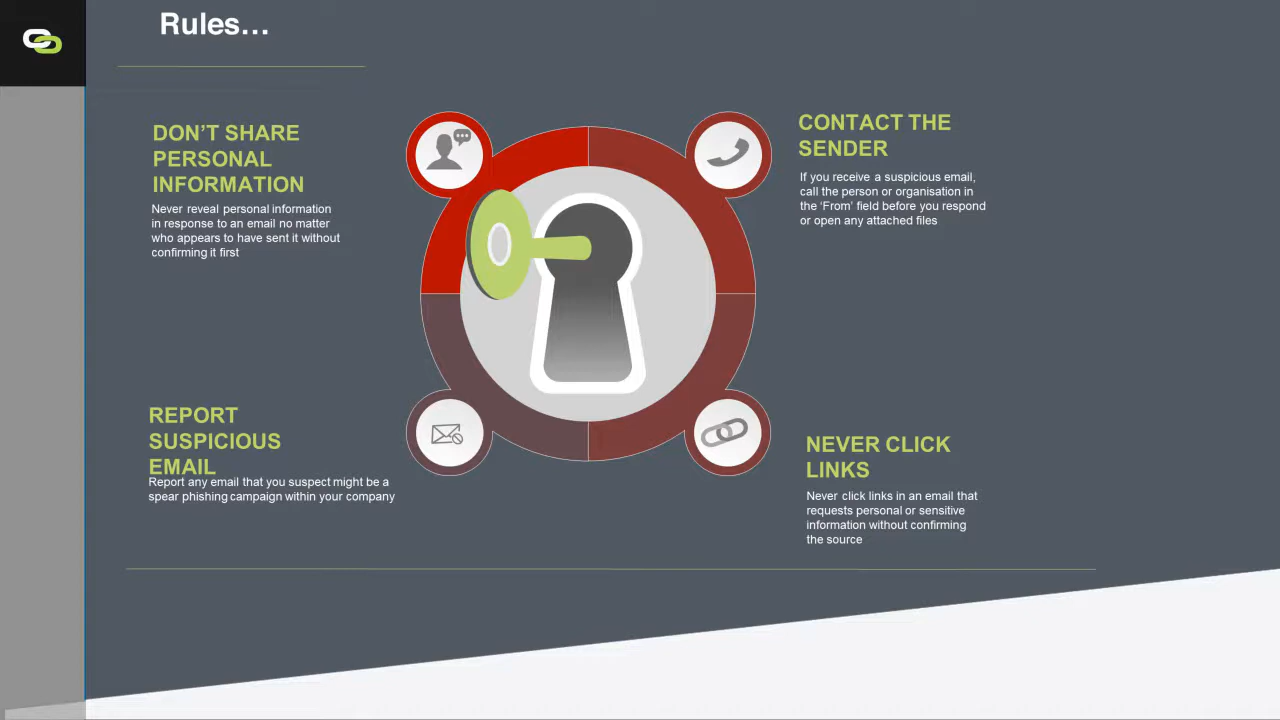 Rules…
DON’T SHARE
PERSONAL
INFORMATION
Never reveal personal information
in response to an email no matter
who appears to have sent it without
confirming it first
CONTACT THE
SENDER
If you receive a suspicious email,
call the person or organisation in
the ‘From’ field before you respond
or open any attached files
REPORT
SUSPICIOUS
EMAIL
Report any email that you suspect might be a
spear phishing campaign within your company
NEVER CLICK
LINKS
Never click links in an email that
requests personal or sensitive
information without confirming
the source